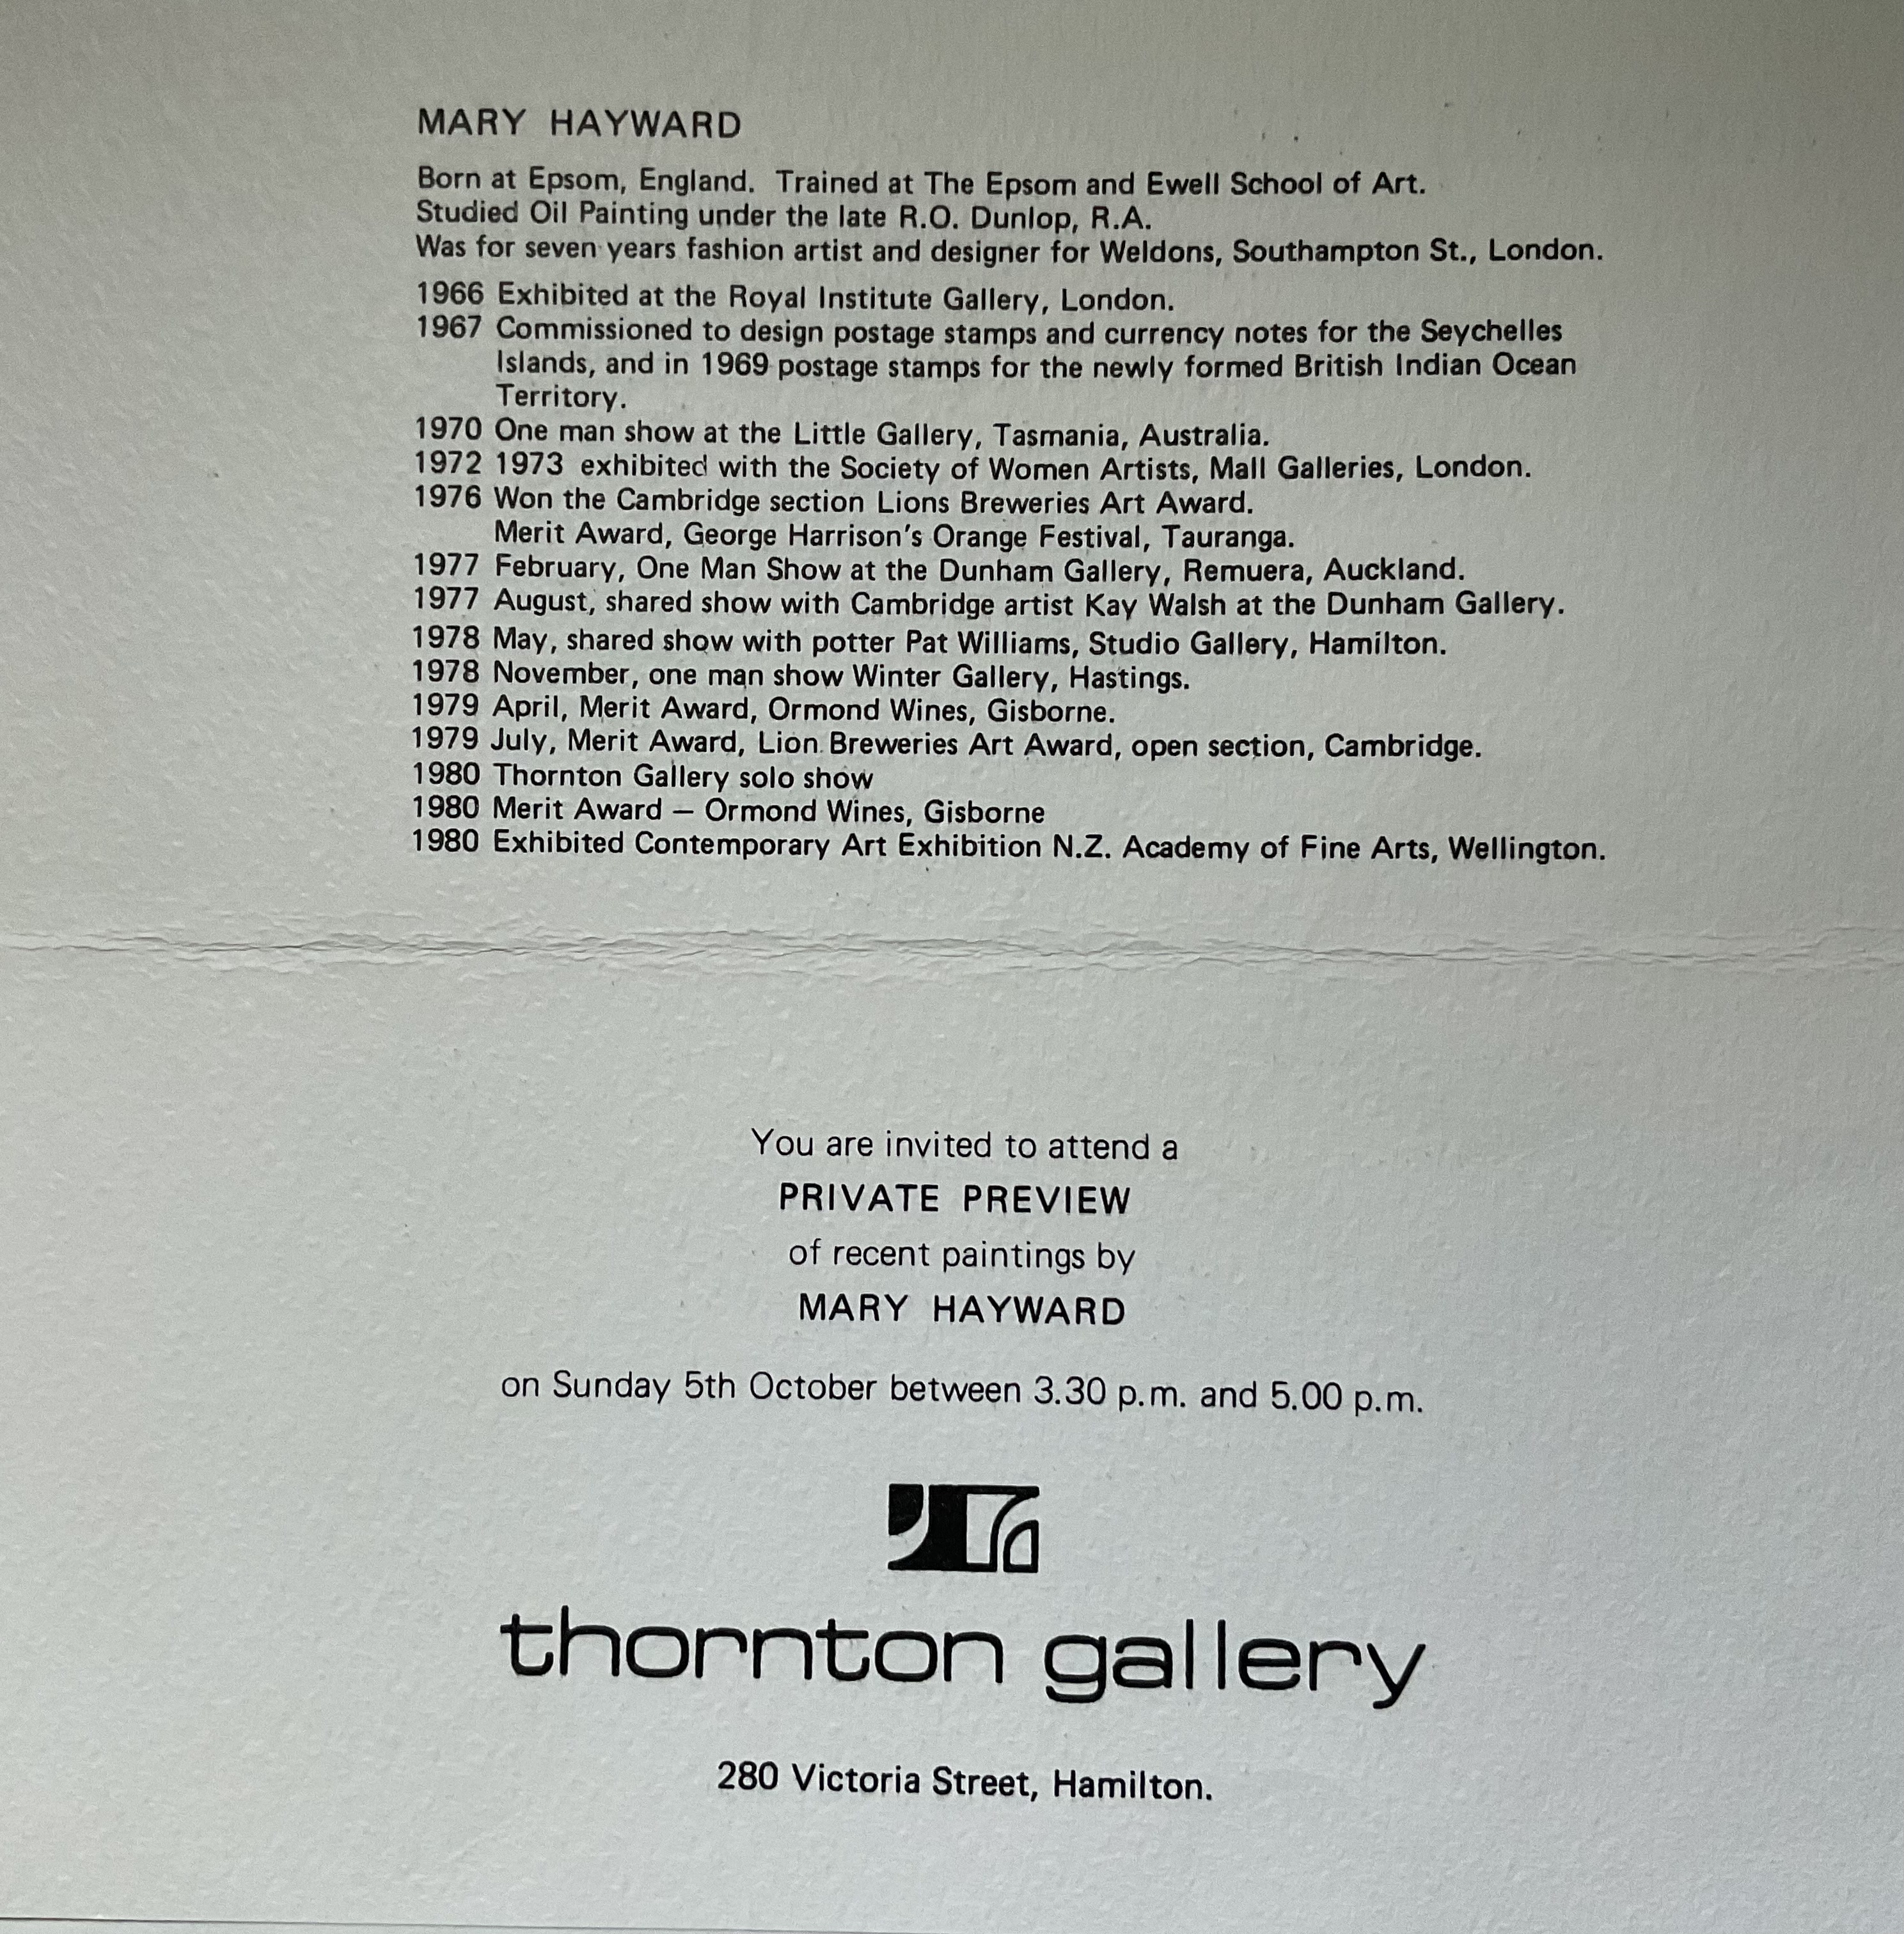 MARY HAYWARD
Born at Epsom, England. Trained at The Epsom and Ewell School of Art.
Studied Oil Painting under the late R.O. Dunlop, R.A.
Was for seven years fashion artist and designer for Weldons, Southampton St., London.
1966 Exhibited at the Royal Institute Gallery, London.
1967 Commissioned to design postage stamps and currency notes for the Seychelles
Islands, and in 1969 postage stamps for the newly formed British Indian Ocean
Territory.
1970 One man show at the Little Gallery, Tasmania, Australia.
1972 1973 exhibited with the Society of Women Artists, Mall Galleries, London.
1976 Won the Cambridge section Lions Breweries Art Award.
Merit Award, George Harrison's Orange Festival, Tauranga.
1977 February, One Man Show at the Dunham Gallery, Remuera, Auckland.
1977 August, shared show with Cambridge artist Kay Walsh at the Dunham Gallery.
1978 May, shared show with potter Pat Williams, Studio Gallery, Hamilton.
1978 November, one man show Winter Gallery, Hastings.
1979 April, Merit Award, Ormond Wines, Gisborne.
1979 July, Merit Award, Lion Breweries Art Award, open section, Cambridge.
1980 Thornton Gallery solo show
1980 Merit Award — Ormond Wines, Gisborne
1980 Exhibited Contemporary Art Exhibition N.Z. Academy of Fine Arts, Wellington.
You are invited to attend a
PRIVATE PREVIEW
of recent paintings by
MARY HAYWARD
on Sunday 5th October between 3.30 p.m. and 5.00 p.m.
thornton gallery
280 Victoria Street, Hamilton.